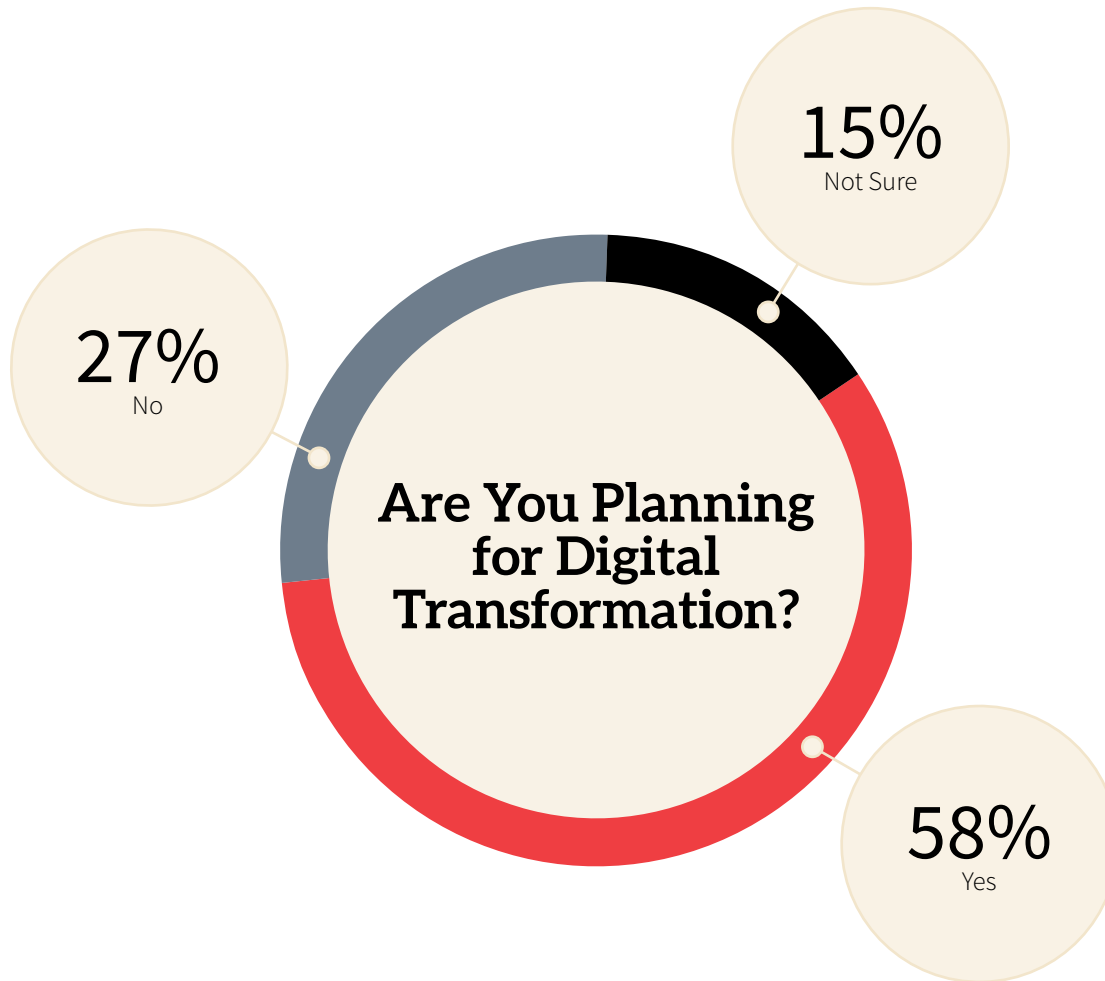 15%
Not Sure
27%
No
Are You Planning
for Digital
Transformation?
58%
Yes